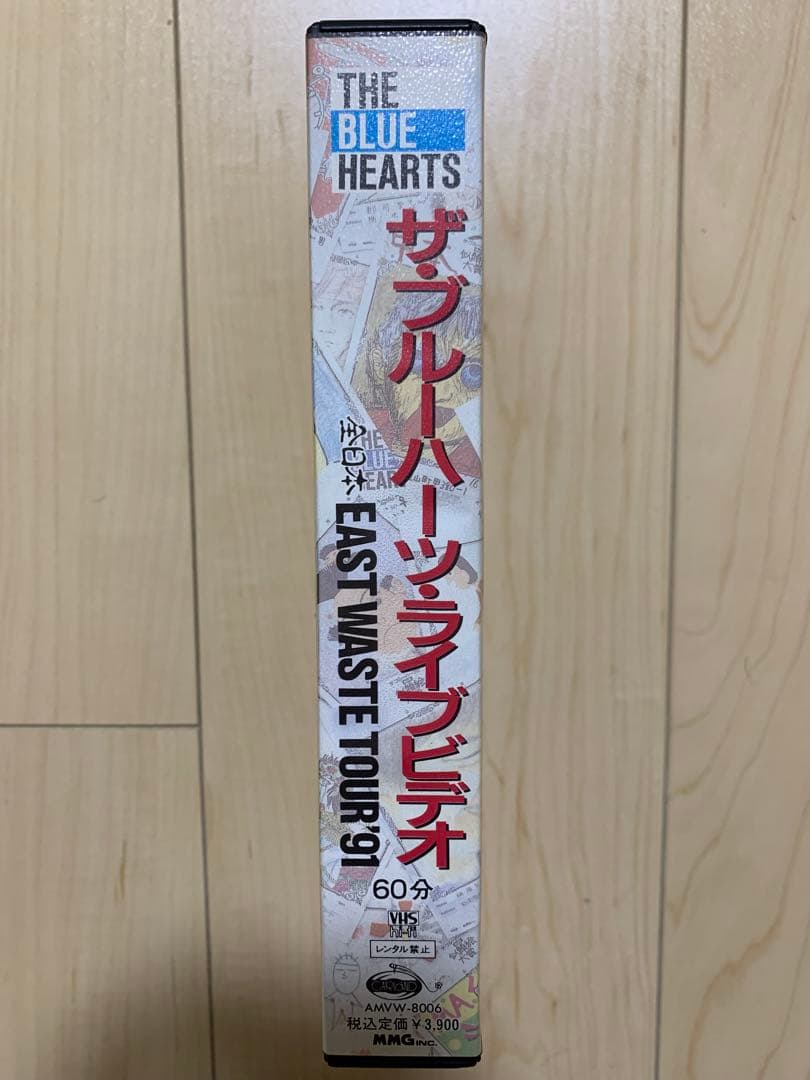 THE
BLUE
HEARTS
ザ・ブルーハーツ・ライブビデオ
全日本 EAST WASTE TOUR'91
60分
VHS
hi-fi
レンタル禁止
AMVW-8006
税込定価¥3,900
MMG INC.